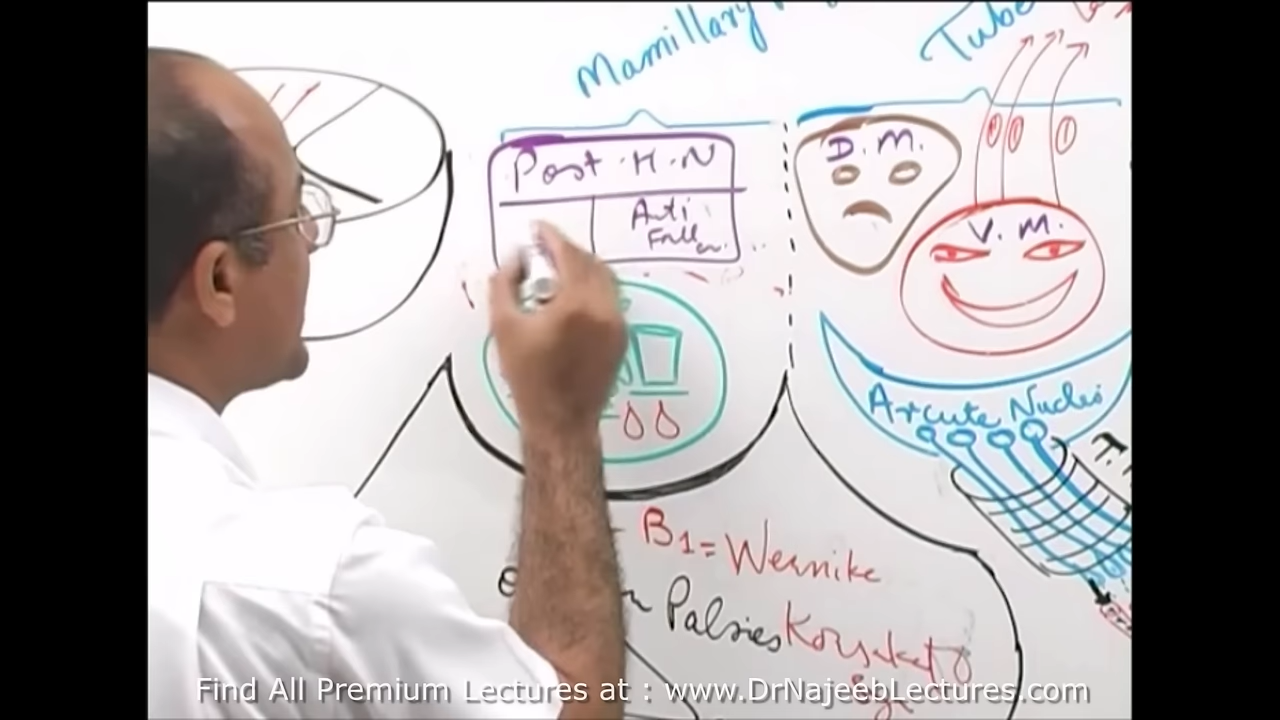 Mamillary
Tube
Post . H . N
Anti
Fall
D. M.
V. M.
Arcute Nuclei
B1 = Wernike
Palsies Korsakoff
T.
Find All Premium Lectures at : www.DrNajeebLectures.com